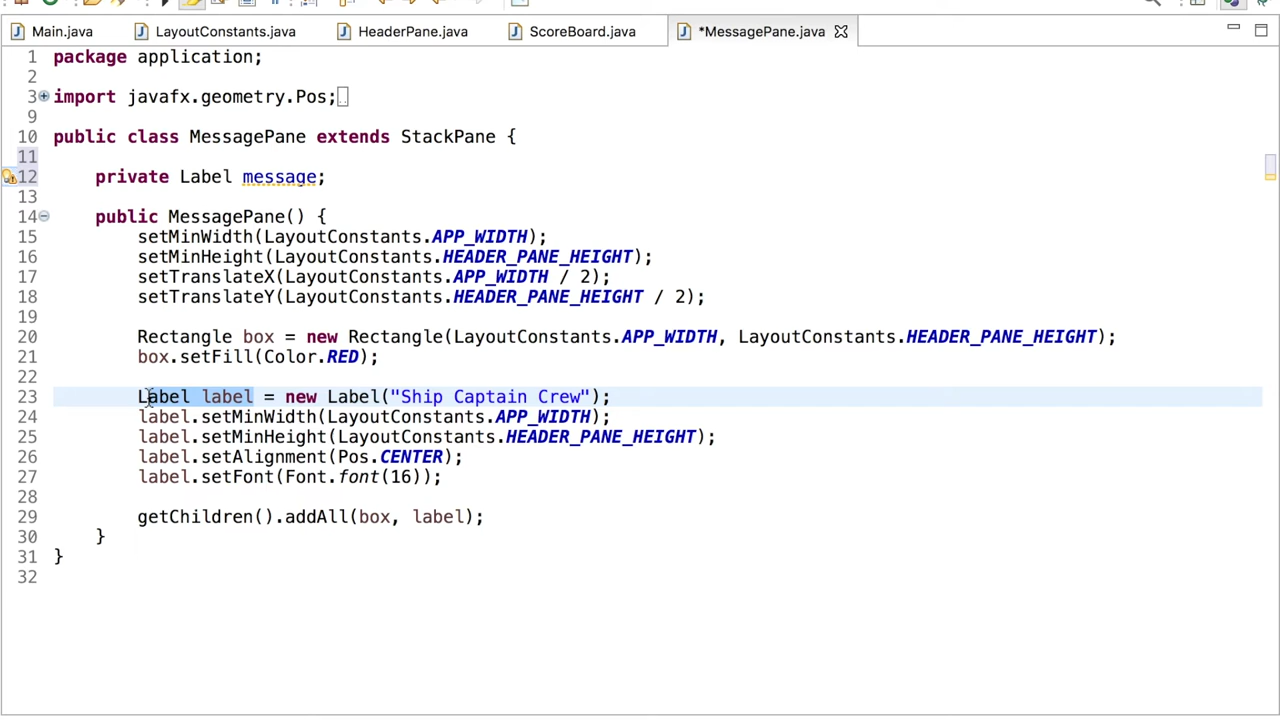 Main.java LayoutConstants.java HeaderPane.java ScoreBoard.java *MessagePane.java
1 package application;
2
3 import javafx.geometry.Pos;
9
10 public class MessagePane extends StackPane {
11
12 private Label message;
13
14 public MessagePane() {
15 setMinWidth(LayoutConstants.APP_WIDTH);
16 setMinHeight(LayoutConstants.HEADER_PANE_HEIGHT);
17 setTranslateX(LayoutConstants.APP_WIDTH / 2);
18 setTranslateY(LayoutConstants.HEADER_PANE_HEIGHT / 2);
19
20 Rectangle box = new Rectangle(LayoutConstants.APP_WIDTH, LayoutConstants.HEADER_PANE_HEIGHT);
21 box.setFill(Color.RED);
22
23 Label label = new Label("Ship Captain Crew");
24 label.setMinWidth(LayoutConstants.APP_WIDTH);
25 label.setMinHeight(LayoutConstants.HEADER_PANE_HEIGHT);
26 label.setAlignment(Pos.CENTER);
27 label.setFont(Font.font(16));
28
29 getChildren().addAll(box, label);
30 }
31 }
32